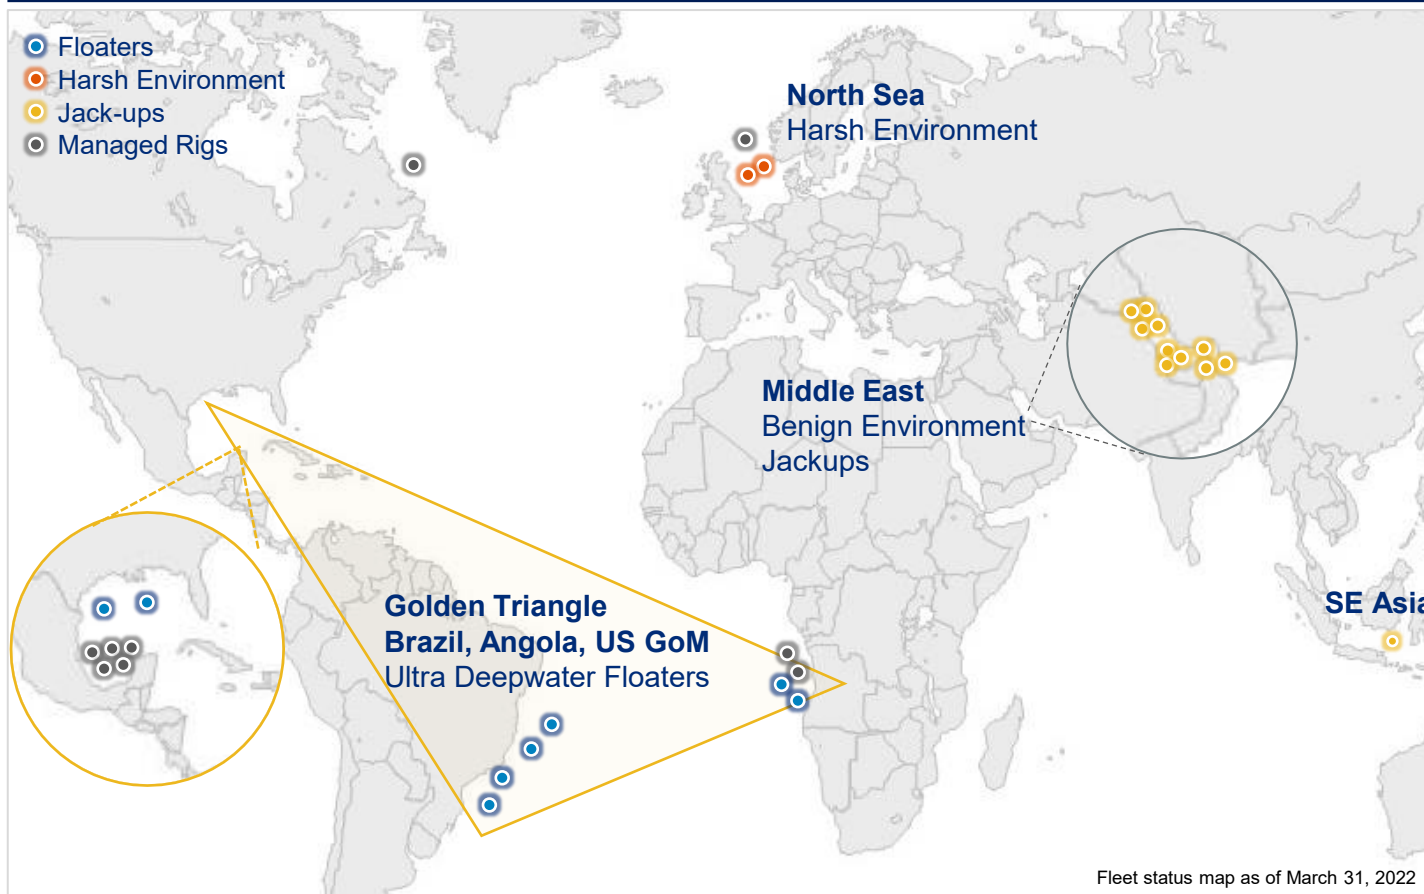 Floaters
Harsh Environment
Jack-ups
Managed Rigs
North Sea
Harsh Environment
Middle East
Benign Environment
Jackups
Golden Triangle
Brazil, Angola, US GoM
Ultra Deepwater Floaters
SE Asia
Fleet status map as of March 31, 2022